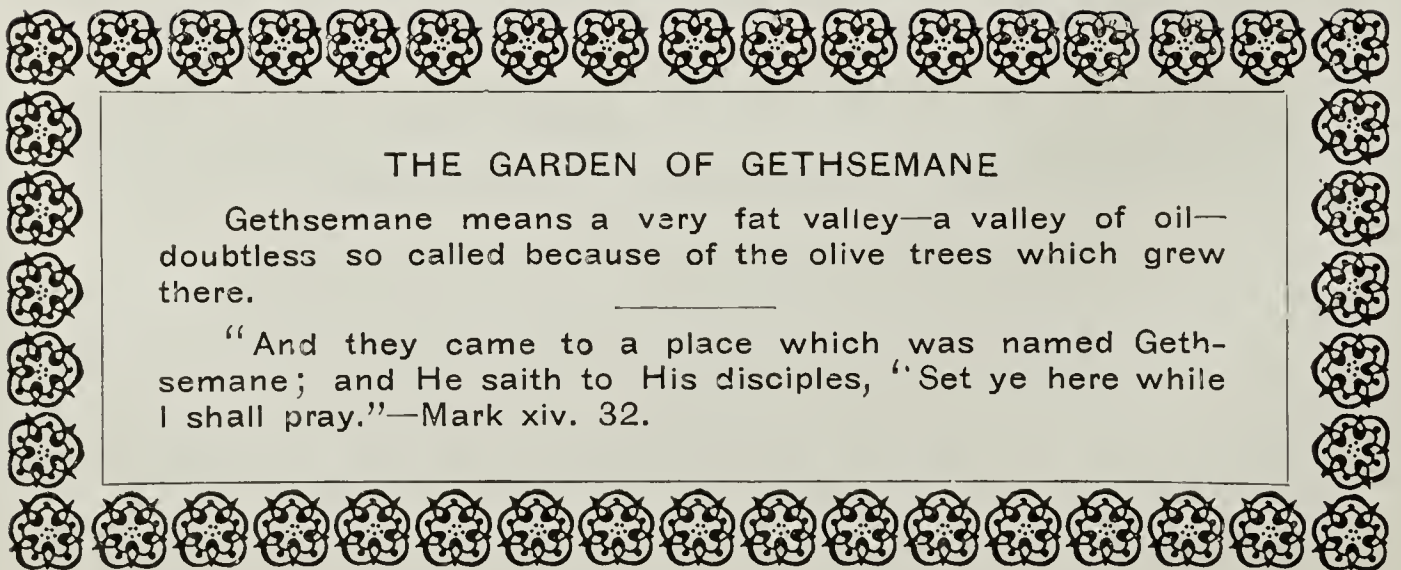 THE GARDEN OF GETHSEMANE
Gethsemane means a very fat valley—a valley of oil—
doubtless so called because of the olive trees which grew
there.
“And they came to a place which was named Geth-
semane; and He saith to His disciples, “Set ye here while
I shall pray.”—Mark xiv. 32.